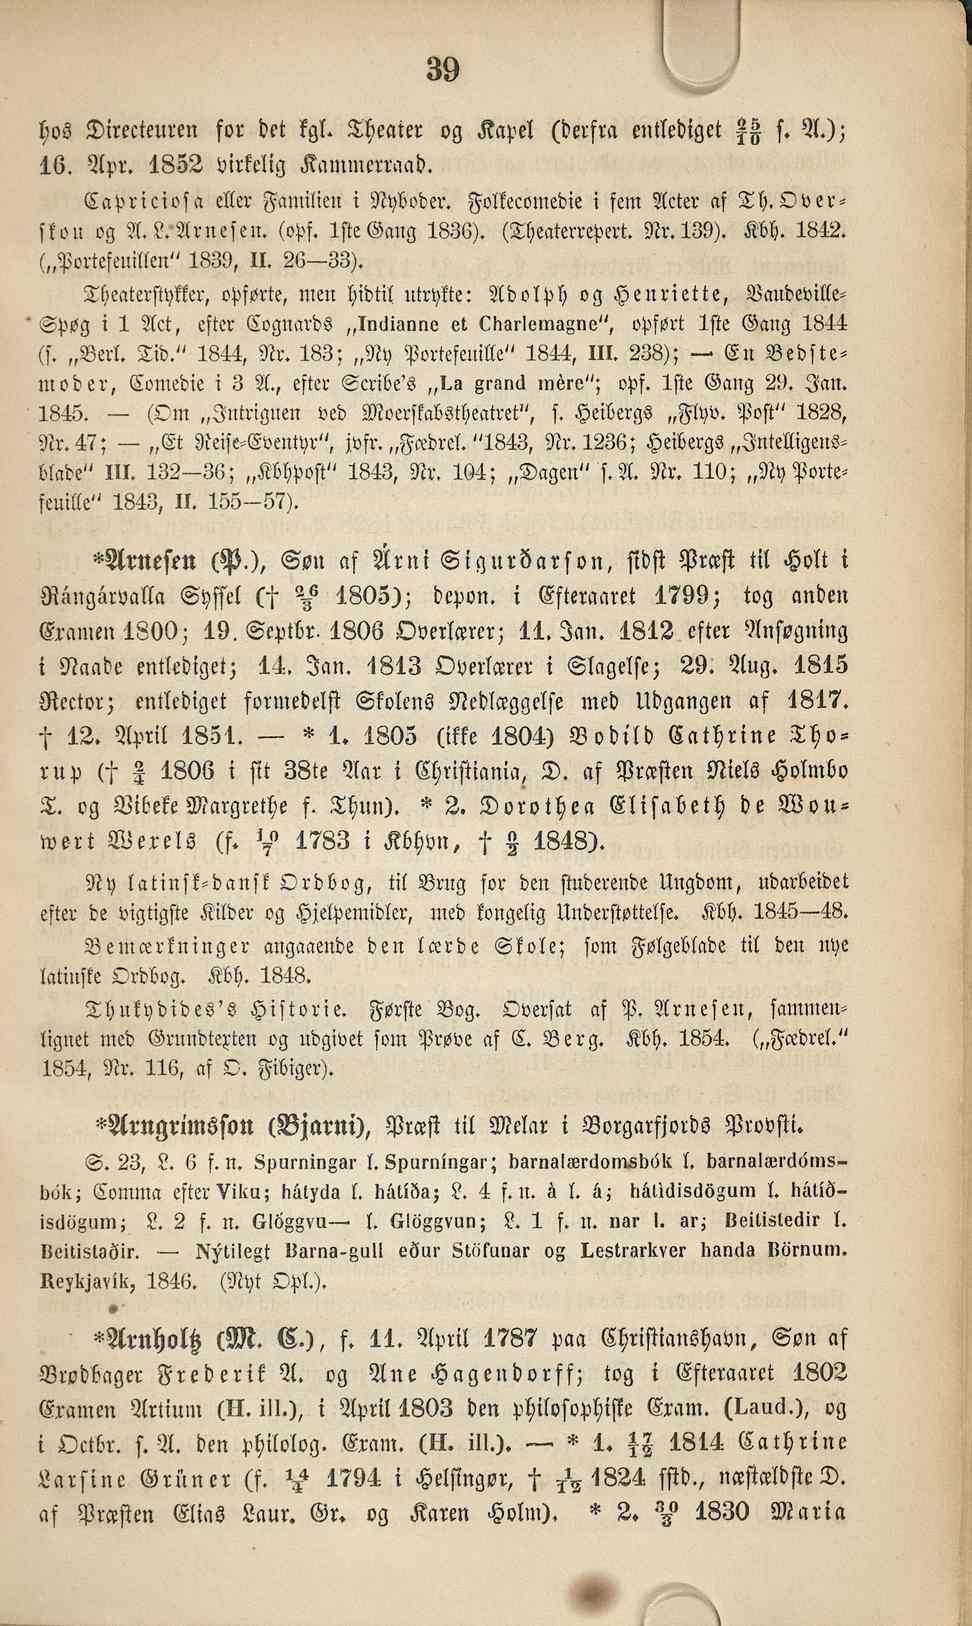 39
hos Directeuren for det kgl. Theater og Kapel (derfra entlediget 25/10 s. A.);
16. Apr. 1852 virkelig Kammerraad.
Capriciosa eller Familien i Nyboder. Folkecomedie i fem Acter af Th. Over-
skou og A. L. Arnesen. (opf. 1ste Gang 1836). (Theaterrepert. Nr. 139). Kbh. 1842.
(„Portefeuillen" 1839, II. 26—33).
Theaterstykker, opførte, men hidtil utrykte: Adolph og Henriette, Vaudeville-
Spøg i 1 Act, efter Cognards „Indianne et Charlemagne", opført 1ste Gang 1844
(s. „Berl. Tid." 1844, Nr. 183; „Ny Portefeuille" 1844, III. 238); — En Bedste-
moder, Comedie i 3 A., efter Scribe's „La grand mère"; opf. 1ste Gang 29. Jan.
1845. — (Om „Intriguen ved Moerskabstheatret", s. Heibergs „Flyv. Post" 1828,
Nr. 47; — „Et Reise-Eventyr", jvfr. „Fædrel. "1843, Nr. 1236; Heibergs „Intelligens-
blade" III. 132—36; „Kbhpost" 1843, Nr. 104; „Dagen" s. A. Nr. 110; „Ny Porte-
feuille" 1843, II. 155—57).
*Arnesen (P.), Søn af Árni Sigurðarson, sidst Præst til Holt i
Rángárvalla Syssel († 26/3 1805); depon. i Efteraaret 1799; tog anden
Examen 1800; 19. Septbr. 1806 Overlærer; 11. Jan. 1812 efter Ansøgning
i Naade entlediget; 14. Jan. 1813 Overlærer i Slagelse; 29. Aug. 1815
Rector; entlediget formedelst Skolens Nedlæggelse med Udgangen af 1817.
† 12. April 1851. — * 1. 1805 (ikke 1804) Bodild Cathrine Tho-
rup († 2/4 1806 i sit 38te Aar i Christiania, D. af Præsten Niels Holmbo
T. og Vibeke Margrethe f. Thun). * 2. Dorothea Elisabeth de Wou-
wert Wexels (f. 10/7 1783 i Kbhvn, † 9/2 1848).
Ny latinsk-dansk Ordbog, til Brug for den studerende Ungdom, udarbeidet
efter de vigtigste Kilder og Hjelpemidler, med kongelig Understøttelse. Kbh. 1845—48.
Bemærkninger angaaende den lærde Skole; som Følgeblade til den nye
latinske Ordbog. Kbh. 1848.
Thukydides's Historie. Første Bog. Oversat af P. Arnesen, sammen-
lignet med Grundtexten og udgivet som Prøve af C. Berg. Kbh. 1854. („Fædrel."
1854, Nr. 116, af O. Fibiger).
*Arngrímsson (Bjarni), Præst til Melar i Borgarfjords Provsti.
S. 23, L. 6 f. n. Spurningar l. Spurníngar; barnalærdomsbók l. barnalærdóms-
bók; Comma efter Viku; hátyda l. hátíða; L. 4 f. n. à l. á; hátìdisdögum l. hátíð-
isdögum; L. 2 f. n. Glóggvu— l. Glöggvun; L. 1 f. n. nar l. ar; Beitistedir l.
Beitistaðir. — Nýtilegt Barna-gull eður Stöfunar og Lestrarkver handa Börnum.
Reykjavík, 1846. (Nyt Opl.).
*Arnholtz (M. C.), f. 11. April 1787 paa Christianshavn, Søn af
Brødbager Frederik A. og Ane Hagendorff; tog i Efteraaret 1802
Examen Artium (H. ill.), i April 1803 den philosophiske Exam. (Laud.), og
i Octbr. s. A. den philolog. Exam. (H. ill.). — * 1. 17/12 1814 Cathrine
Larsine Grüner (f. 14/4 1794 i Helsingør, † 1/12 1824 sstd., næstældste D.
af Præsten Elias Laur. Gr. og Karen Holm). * 2. 30/3 1830 Maria